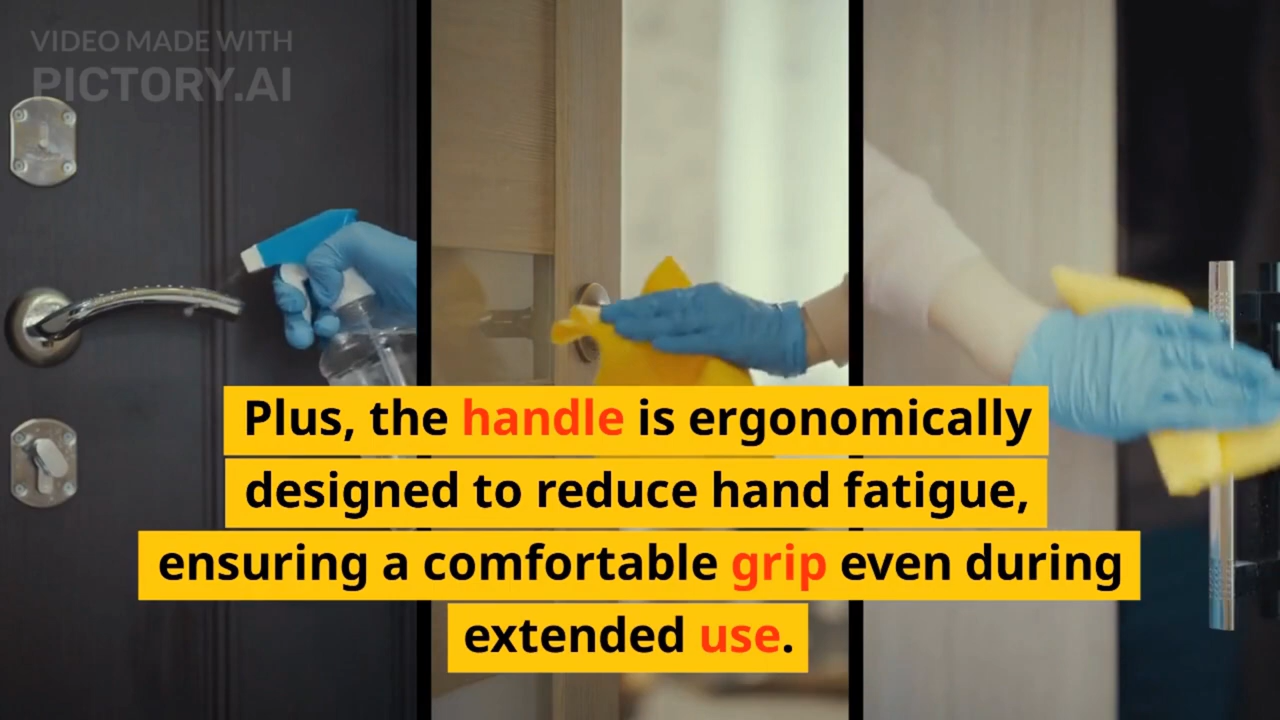 VIDEO MADE WITH
PICTORY.AI
Plus, the handle is ergonomically
designed to reduce hand fatigue,
ensuring a comfortable grip even during
extended use.